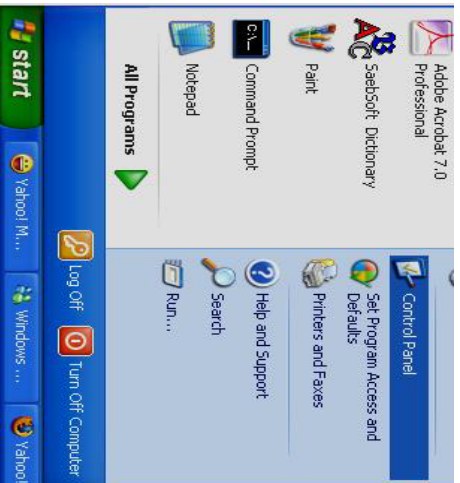 Adobe Acrobat 7.0
Professional
SaebSoft Dictionary
Paint
Command Prompt
Notepad
All Programs
Control Panel
Set Program Access and
Defaults
Printers and Faxes
Help and Support
Search
Run...
Log Off
Turn Off Computer
start
Yahoo! M...
Windows ...
Yahoo!